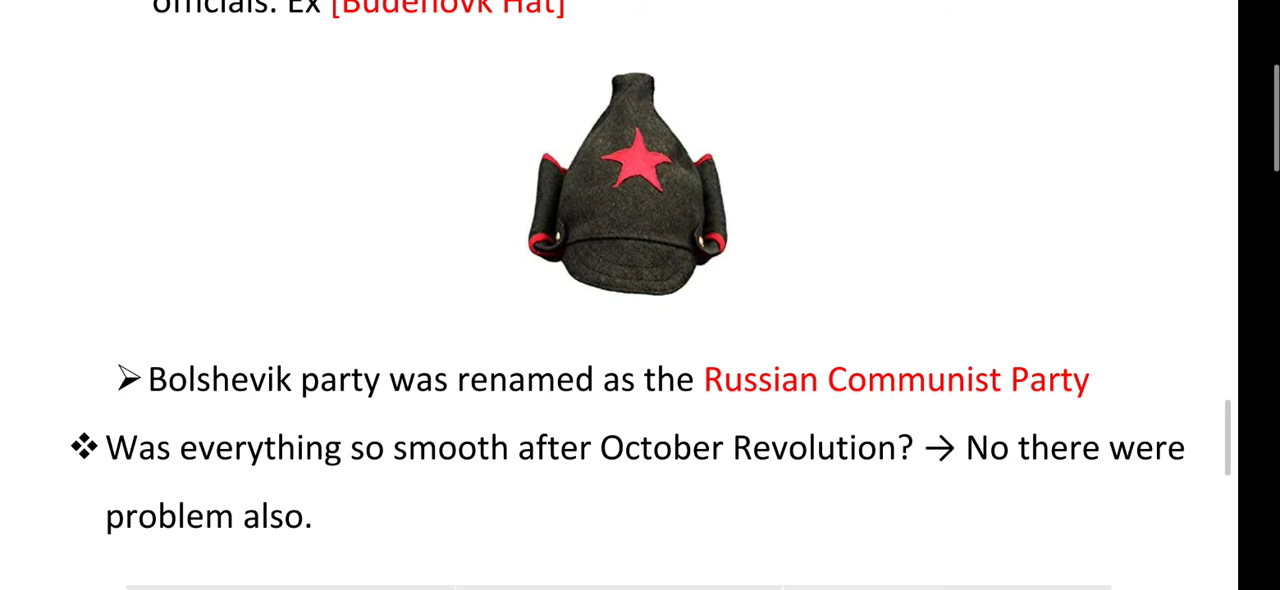 officials. Ex [Budenovk Hat]
➢ Bolshevik party was renamed as the Russian Communist Party
❖ Was everything so smooth after October Revolution? → No there were
problem also.